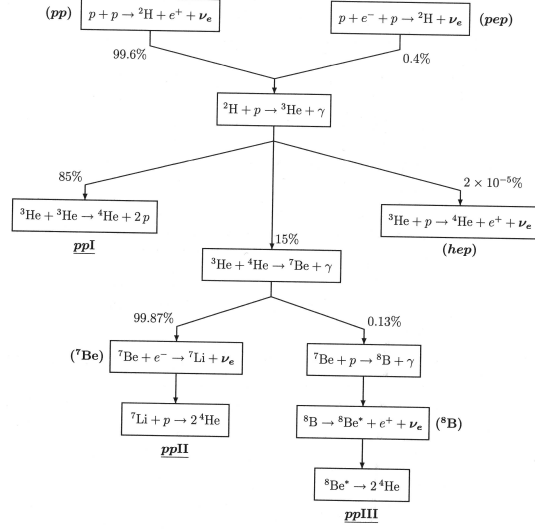 (pp) p + p → ²H + e⁺ + νₑ
p + e⁻ + p → ²H + νₑ (pep)
99.6%
0.4%
²H + p → ³He + γ
85%
2 × 10⁻⁵%
³He + ³He → ⁴He + 2 p
³He + p → ⁴He + e⁺ + νₑ
ppI
15%
(hep)
³He + ⁴He → ⁷Be + γ
99.87%
0.13%
(⁷Be) ⁷Be + e⁻ → ⁷Li + νₑ
⁷Be + p → ⁸B + γ
⁷Li + p → 2 ⁴He
⁸B → ⁸Be* + e⁺ + νₑ (⁸B)
ppII
⁸Be* → 2 ⁴He
ppIII